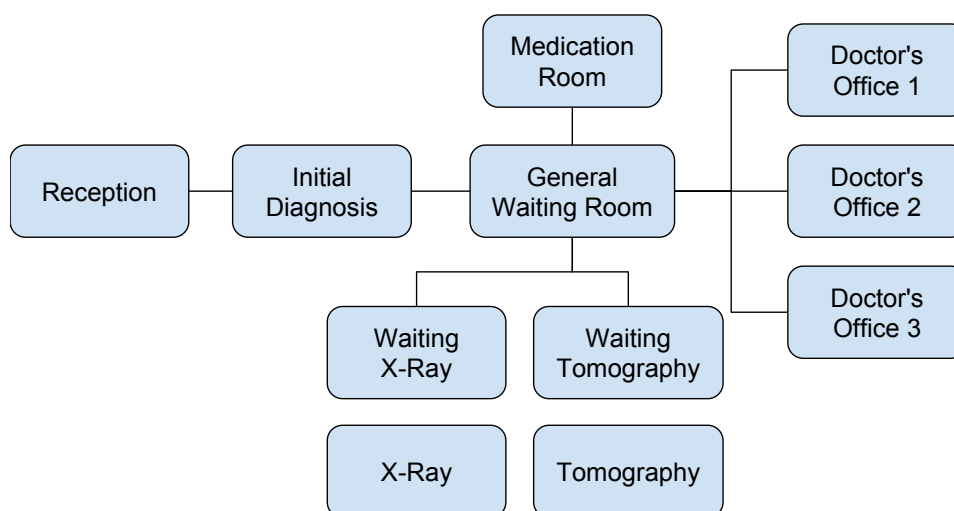 Medication
Room
Doctor's
Office 1
Reception
Initial
Diagnosis
General
Waiting Room
Doctor's
Office 2
Doctor's
Office 3
Waiting
X-Ray
Waiting
Tomography
X-Ray
Tomography